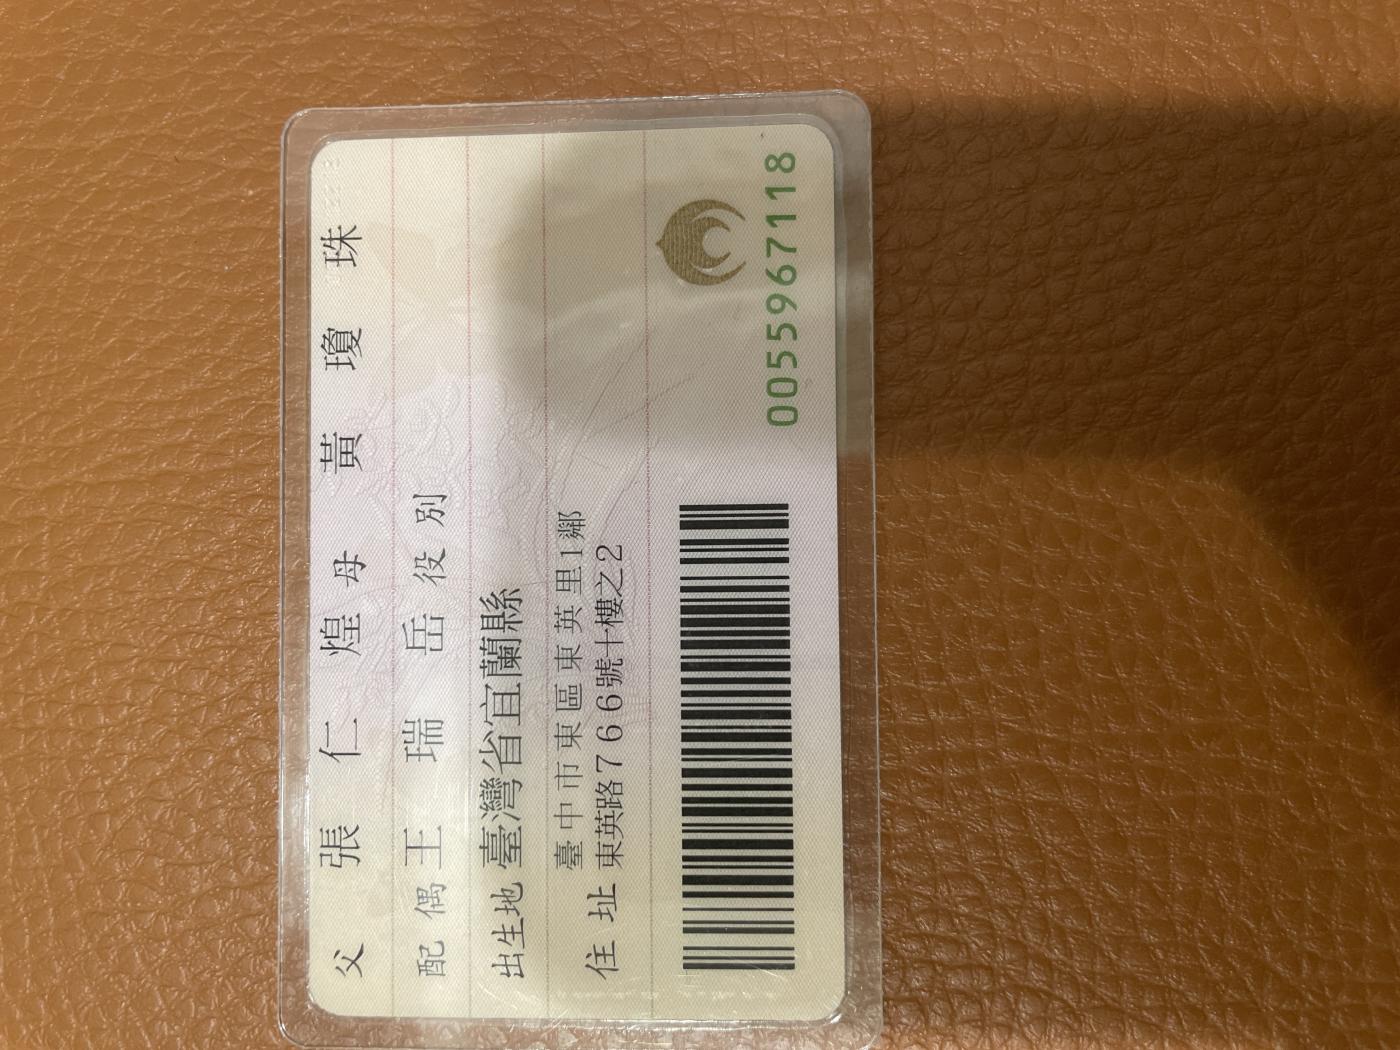 父 張仁煌 母 黃瓊珠
配偶 王瑞岳 役別
出生地 臺灣省宜蘭縣
住址 臺中市東區東英里1鄰
東英路766號十樓之2
0055967118